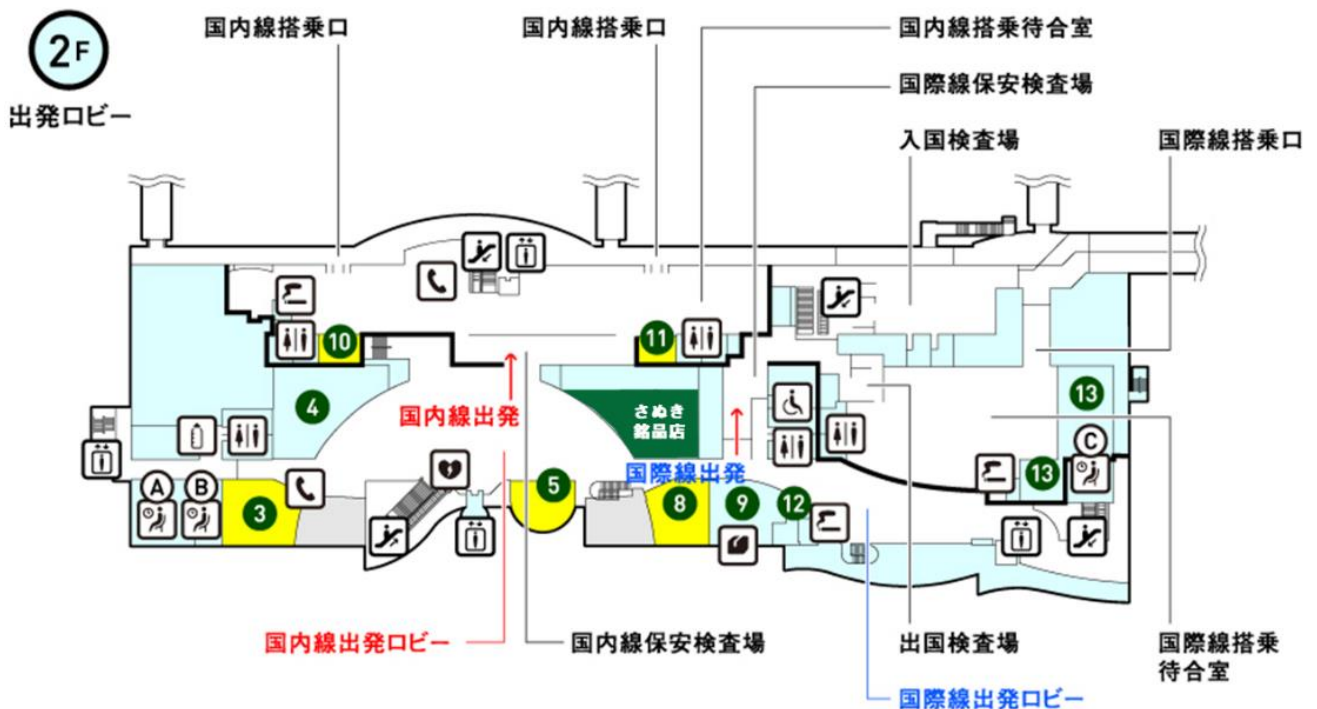 2F
出発ロビー
国内線搭乗口
国内線搭乗口
国内線搭乗待合室
国際線保安検査場
入国検査場
国際線搭乗口
10
11
4
さぬき
銘品店
13
国内線出発
国際線出発
C
A
B
3
5
8
9
12
13
国内線出発ロビー
国内線保安検査場
出国検査場
国際線搭乗
待合室
国際線出発ロビー